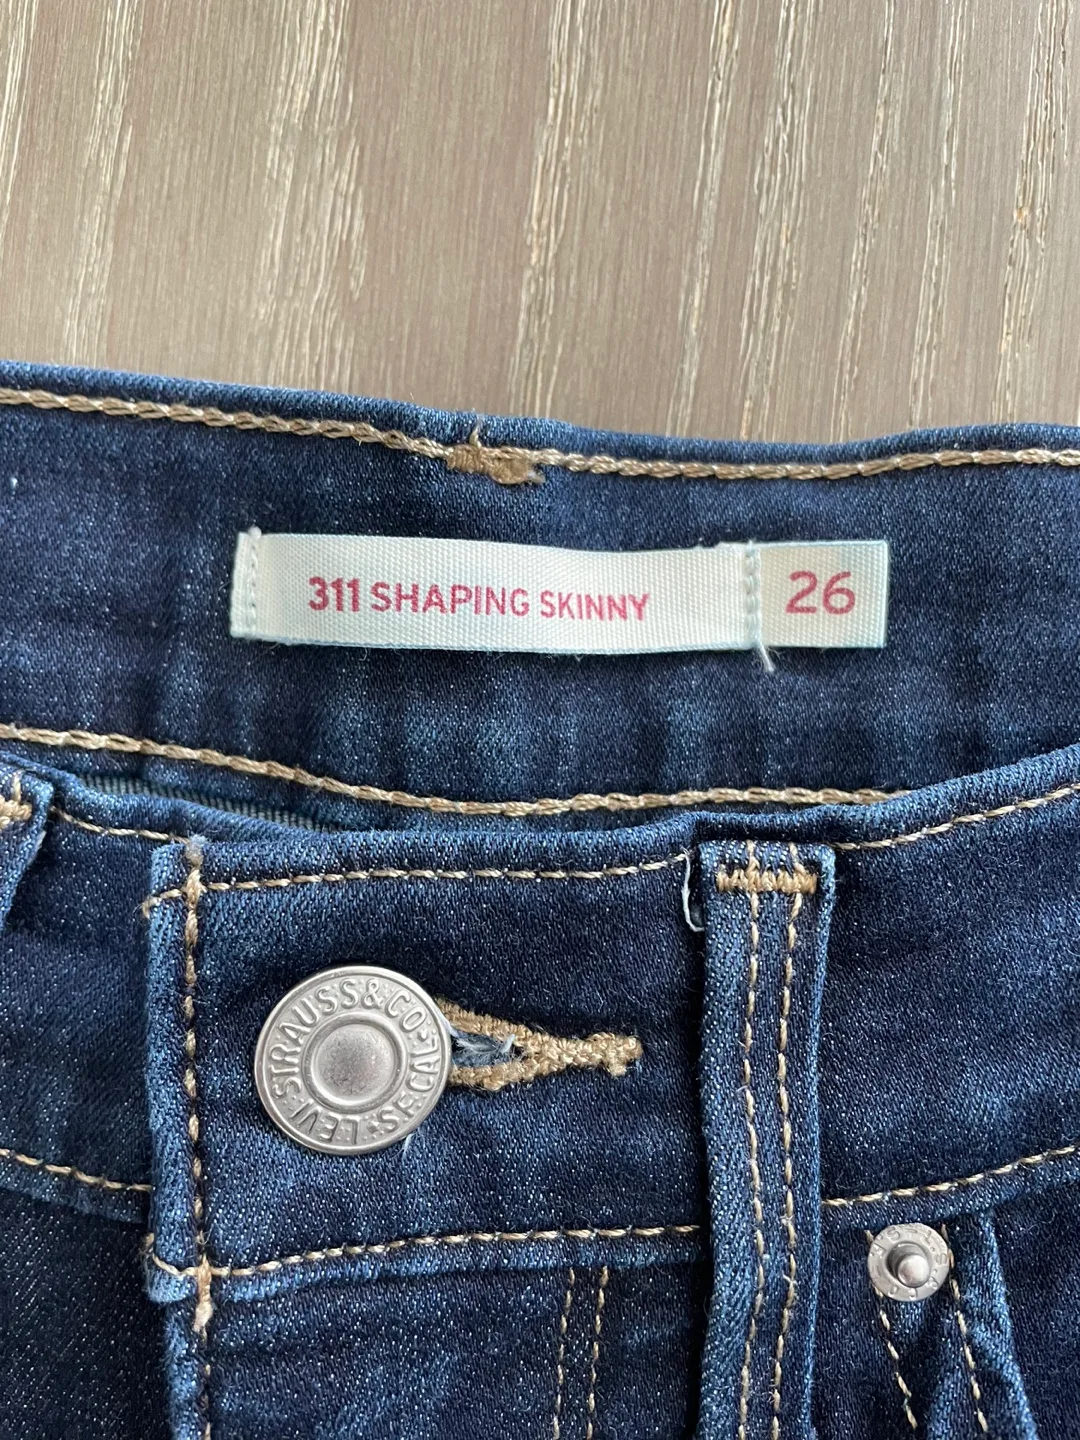 311 SHAPING SKINNY 26
LEVI STRAUSS & CO S.F. CAL